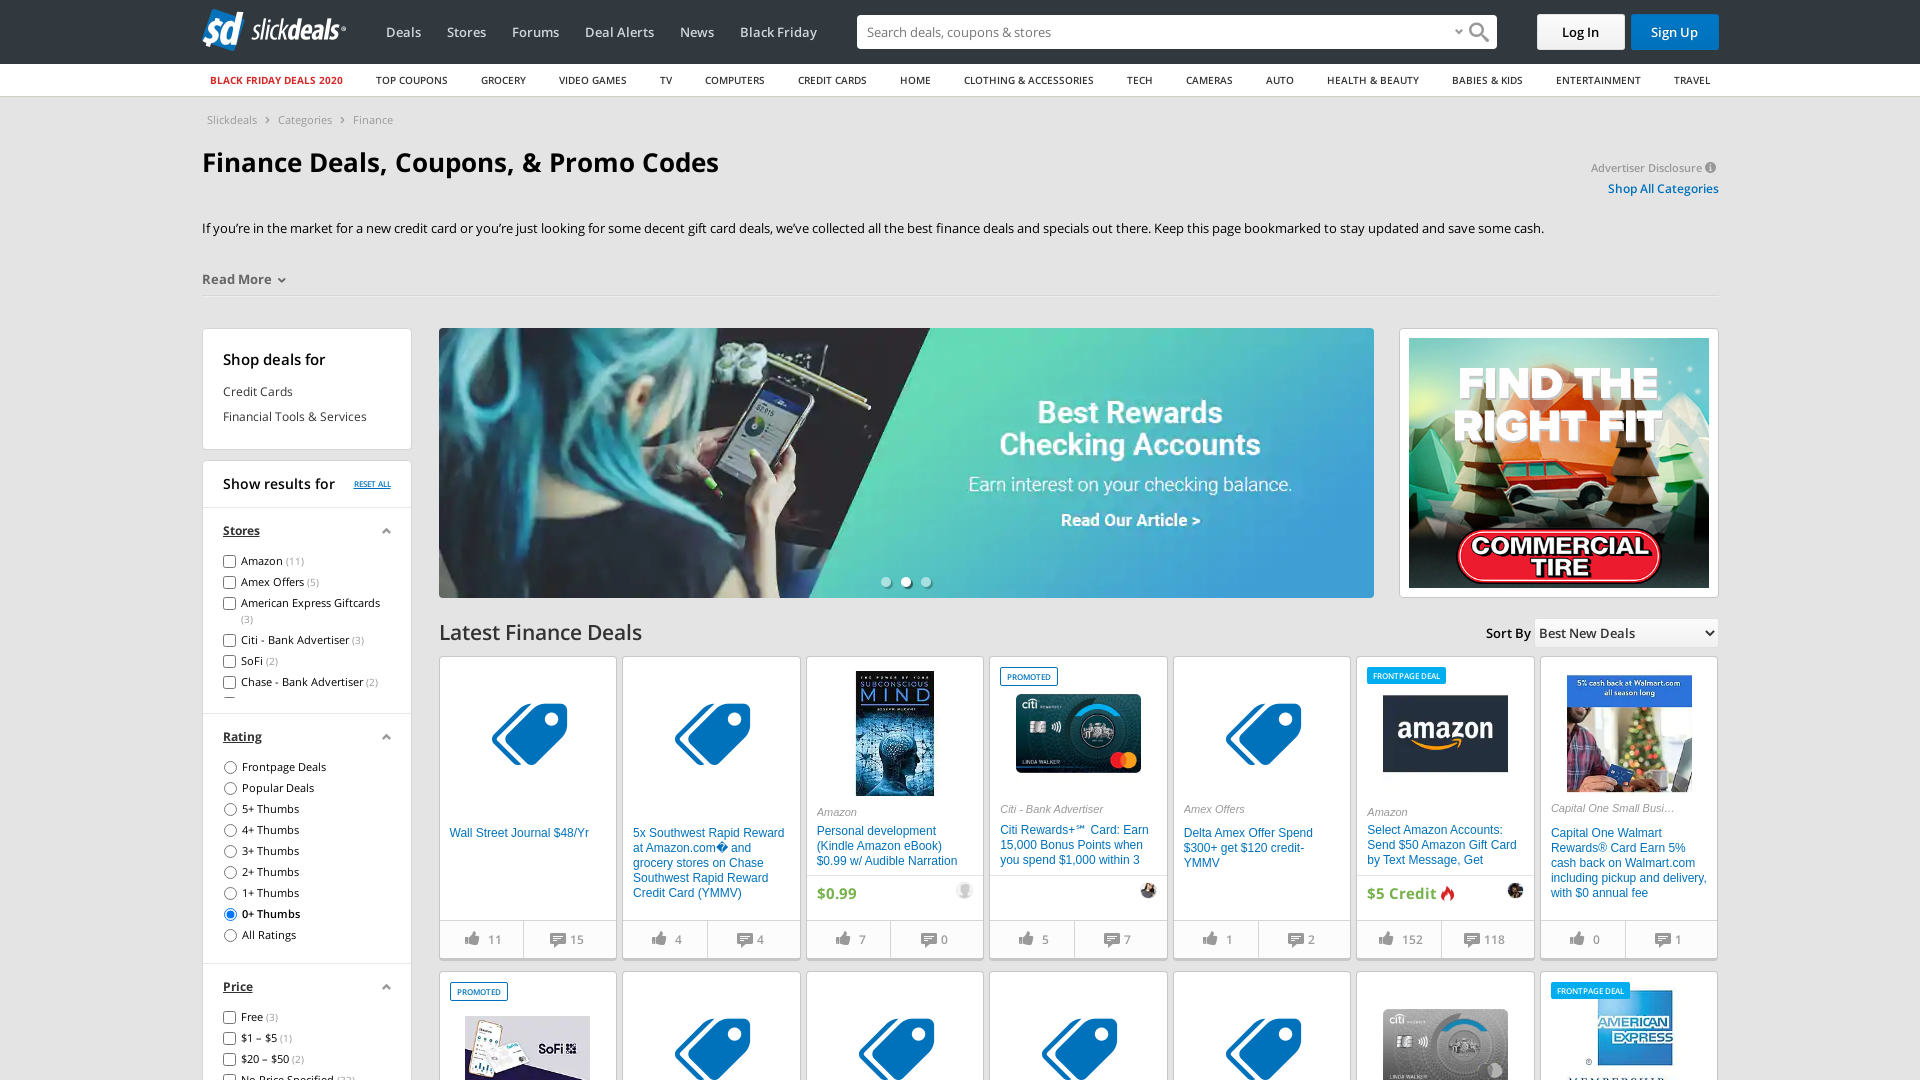 slickdeals
Deals
Stores
Forums
Deal Alerts
News
Black Friday
Search deals, coupons & stores
Log In
Sign Up
BLACK FRIDAY DEALS 2020
TOP COUPONS
GROCERY
VIDEO GAMES
TV
COMPUTERS
CREDIT CARDS
HOME
CLOTHING & ACCESSORIES
TECH
CAMERAS
AUTO
HEALTH & BEAUTY
BABIES & KIDS
ENTERTAINMENT
TRAVEL
Slickdeals > Categories > Finance
Finance Deals, Coupons, & Promo Codes
Advertiser Disclosure
Shop All Categories
If you’re in the market for a new credit card or you’re just looking for some decent gift card deals, we’ve collected all the best finance deals and specials out there. Keep this page bookmarked to stay updated and save some cash.
Read More
Shop deals for
Credit Cards
Financial Tools & Services
Show results for
RESET ALL
Stores
Amazon (11)
Amex Offers (5)
American Express Giftcards
(3)
Citi - Bank Advertiser (3)
SoFi (2)
Chase - Bank Advertiser (2)
Rating
Frontpage Deals
Popular Deals
5+ Thumbs
4+ Thumbs
3+ Thumbs
2+ Thumbs
1+ Thumbs
0+ Thumbs
All Ratings
Price
Free (3)
$1 – $5 (1)
$20 – $50 (2)
No Price Specified (32)
Best Rewards
Checking Accounts
Earn interest on your checking balance.
Read Our Article >
FIND THE
RIGHT FIT
COMMERCIAL
TIRE
Latest Finance Deals
Sort By
Best New Deals
Wall Street Journal $48/Yr
11
15
5x Southwest Rapid Reward
at Amazon.com� and
grocery stores on Chase
Southwest Rapid Reward
Credit Card (YMMV)
4
4
THE POWER OF YOUR
SUBCONSCIOUS
MIND
JOSEPH MURPHY
Amazon
Personal development
(Kindle Amazon eBook)
$0.99 w/ Audible Narration
$0.99
7
0
PROMOTED
citi
LINDA WALKER
Citi - Bank Advertiser
Citi Rewards+℠ Card: Earn
15,000 Bonus Points when
you spend $1,000 within 3
5
7
Amex Offers
Delta Amex Offer Spend
$300+ get $120 credit-
YMMV
1
2
FRONTPAGE DEAL
amazon
Amazon
Select Amazon Accounts:
Send $50 Amazon Gift Card
by Text Message, Get
$5 Credit
152
118
5% cash back at Walmart.com
all season long
Capital One Small Busi…
Capital One Walmart
Rewards® Card Earn 5%
cash back on Walmart.com
including pickup and delivery,
with $0 annual fee
0
1
PROMOTED
SoFi
citi
LINDA WALKER
FRONTPAGE DEAL
AMERICAN
EXPRESS
®
MEMBERSHIP